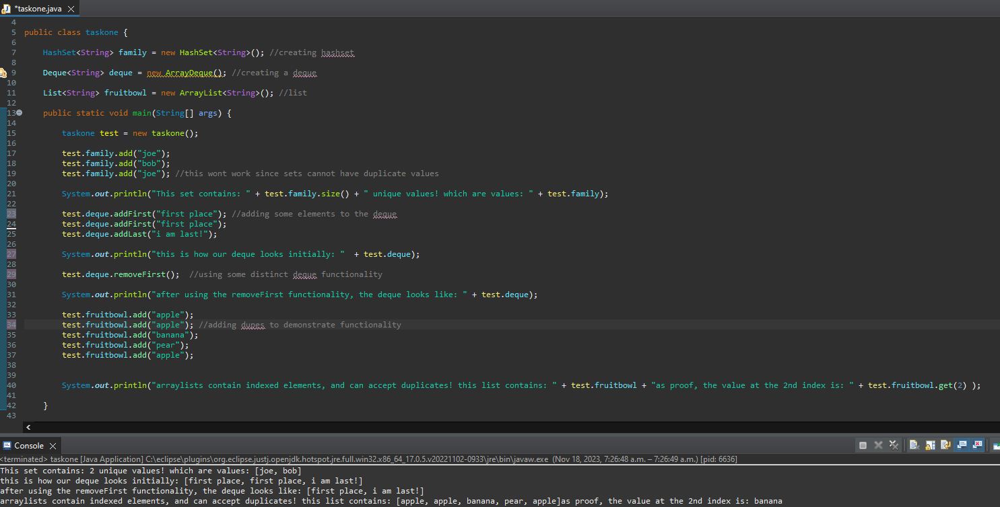 *taskone.java
4
5 public class taskone {
6
7 HashSet<String> family = new HashSet<String>(); //creating hashset
8
9 Deque<String> deque = new ArrayDeque(); //creating a deque
10
11 List<String> fruitbowl = new ArrayList<String>(); //list
12
13 public static void main(String[] args) {
14
15 taskone test = new taskone();
16
17 test.family.add("joe");
18 test.family.add("bob");
19 test.family.add("joe"); //this wont work since sets cannot have duplicate values
20
21 System.out.println("This set contains: " + test.family.size() + " unique values! which are values: " + test.family);
22
23 test.deque.addFirst("first place"); //adding some elements to the deque
24 test.deque.addFirst("first place");
25 test.deque.addLast("i am last!");
26
27 System.out.println("this is how our deque looks initially: "  + test.deque);
28
29 test.deque.removeFirst();  //using some distinct deque functionality
30
31 System.out.println("after using the removeFirst functionality, the deque looks like: " + test.deque);
32
33 test.fruitbowl.add("apple");
34 test.fruitbowl.add("apple"); //adding dupes to demonstrate functionality
35 test.fruitbowl.add("banana");
36 test.fruitbowl.add("pear");
37 test.fruitbowl.add("apple");
38
39
40 System.out.println("arraylists contain indexed elements, and can accept duplicates! this list contains: " + test.fruitbowl + "as proof, the value at the 2nd index is: " + test.fruitbowl.get(2) );
41
42 }
43
Console
<terminated> taskone [Java Application] C:\eclipse\plugins\org.eclipse.justj.openjdk.hotspot.jre.full.win32.x86_64_17.0.5.v20221102-0933\jre\bin\javaw.exe  (Nov 18, 2023, 7:26:48 a.m. – 7:26:49 a.m.) [pid: 6636]
This set contains: 2 unique values! which are values: [joe, bob]
this is how our deque looks initially: [first place, first place, i am last!]
after using the removeFirst functionality, the deque looks like: [first place, i am last!]
arraylists contain indexed elements, and can accept duplicates! this list contains: [apple, apple, banana, pear, apple]as proof, the value at the 2nd index is: banana